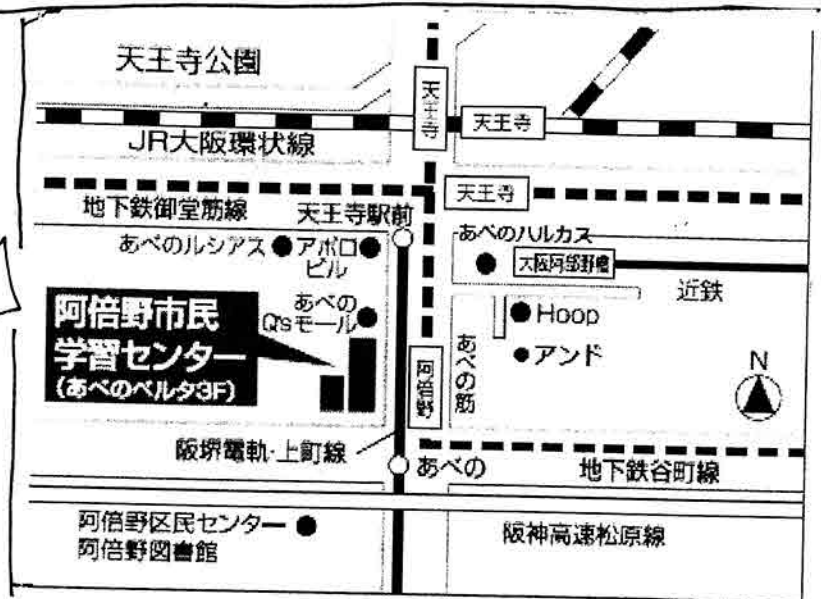 天王寺公園
天王寺
天王寺
JR大阪環状線
天王寺
地下鉄御堂筋線
天王寺駅前
あべのルシアス
アポロ
ビル
あべのハルカス
大阪阿部野橋
近鉄
あべの
Q'sモール
Hoop
アンド
阿倍野市民
学習センター
(あべのベルタ3F)
阿倍野
あべの筋
N
阪堺電軌・上町線
あべの
地下鉄谷町線
阿倍野区民センター
阿倍野図書館
阪神高速松原線